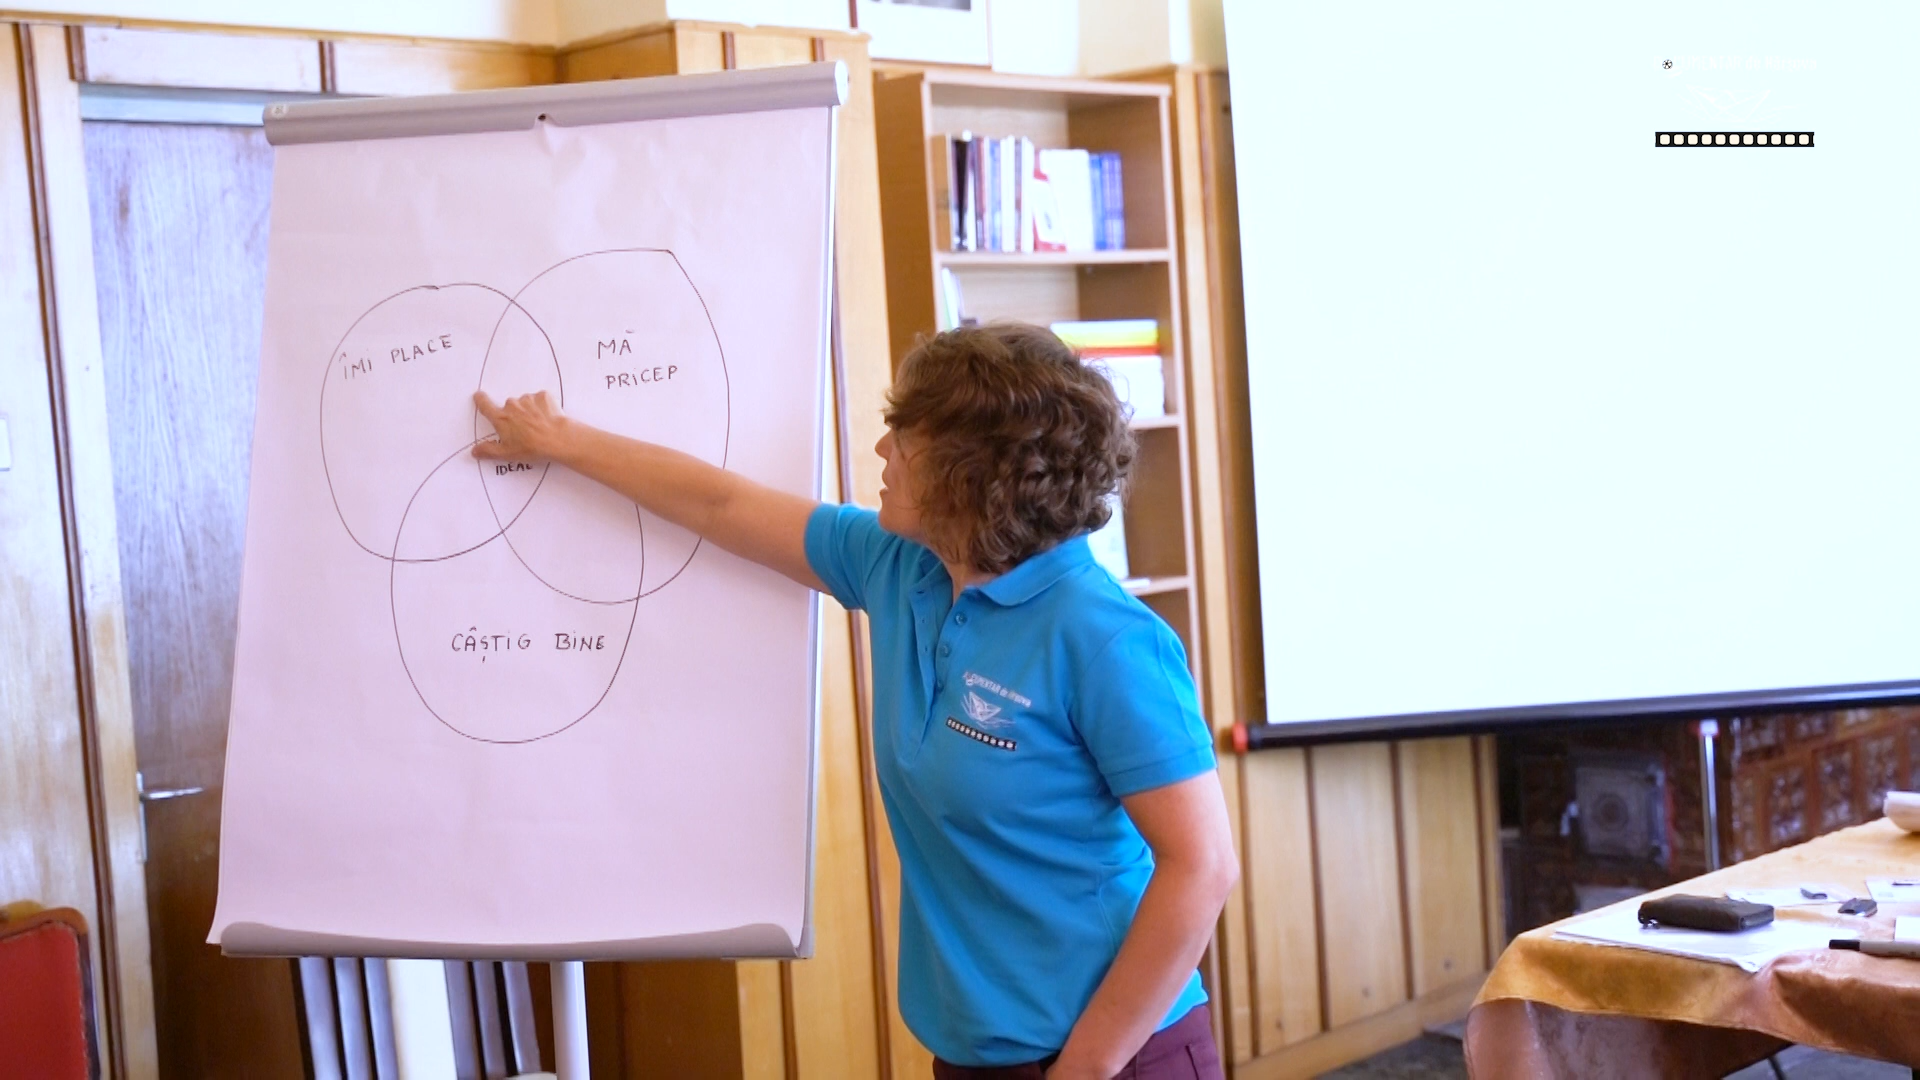 ÎMI PLACE
MĂ
PRICEP
IDEAL
CÂȘTIG BINE